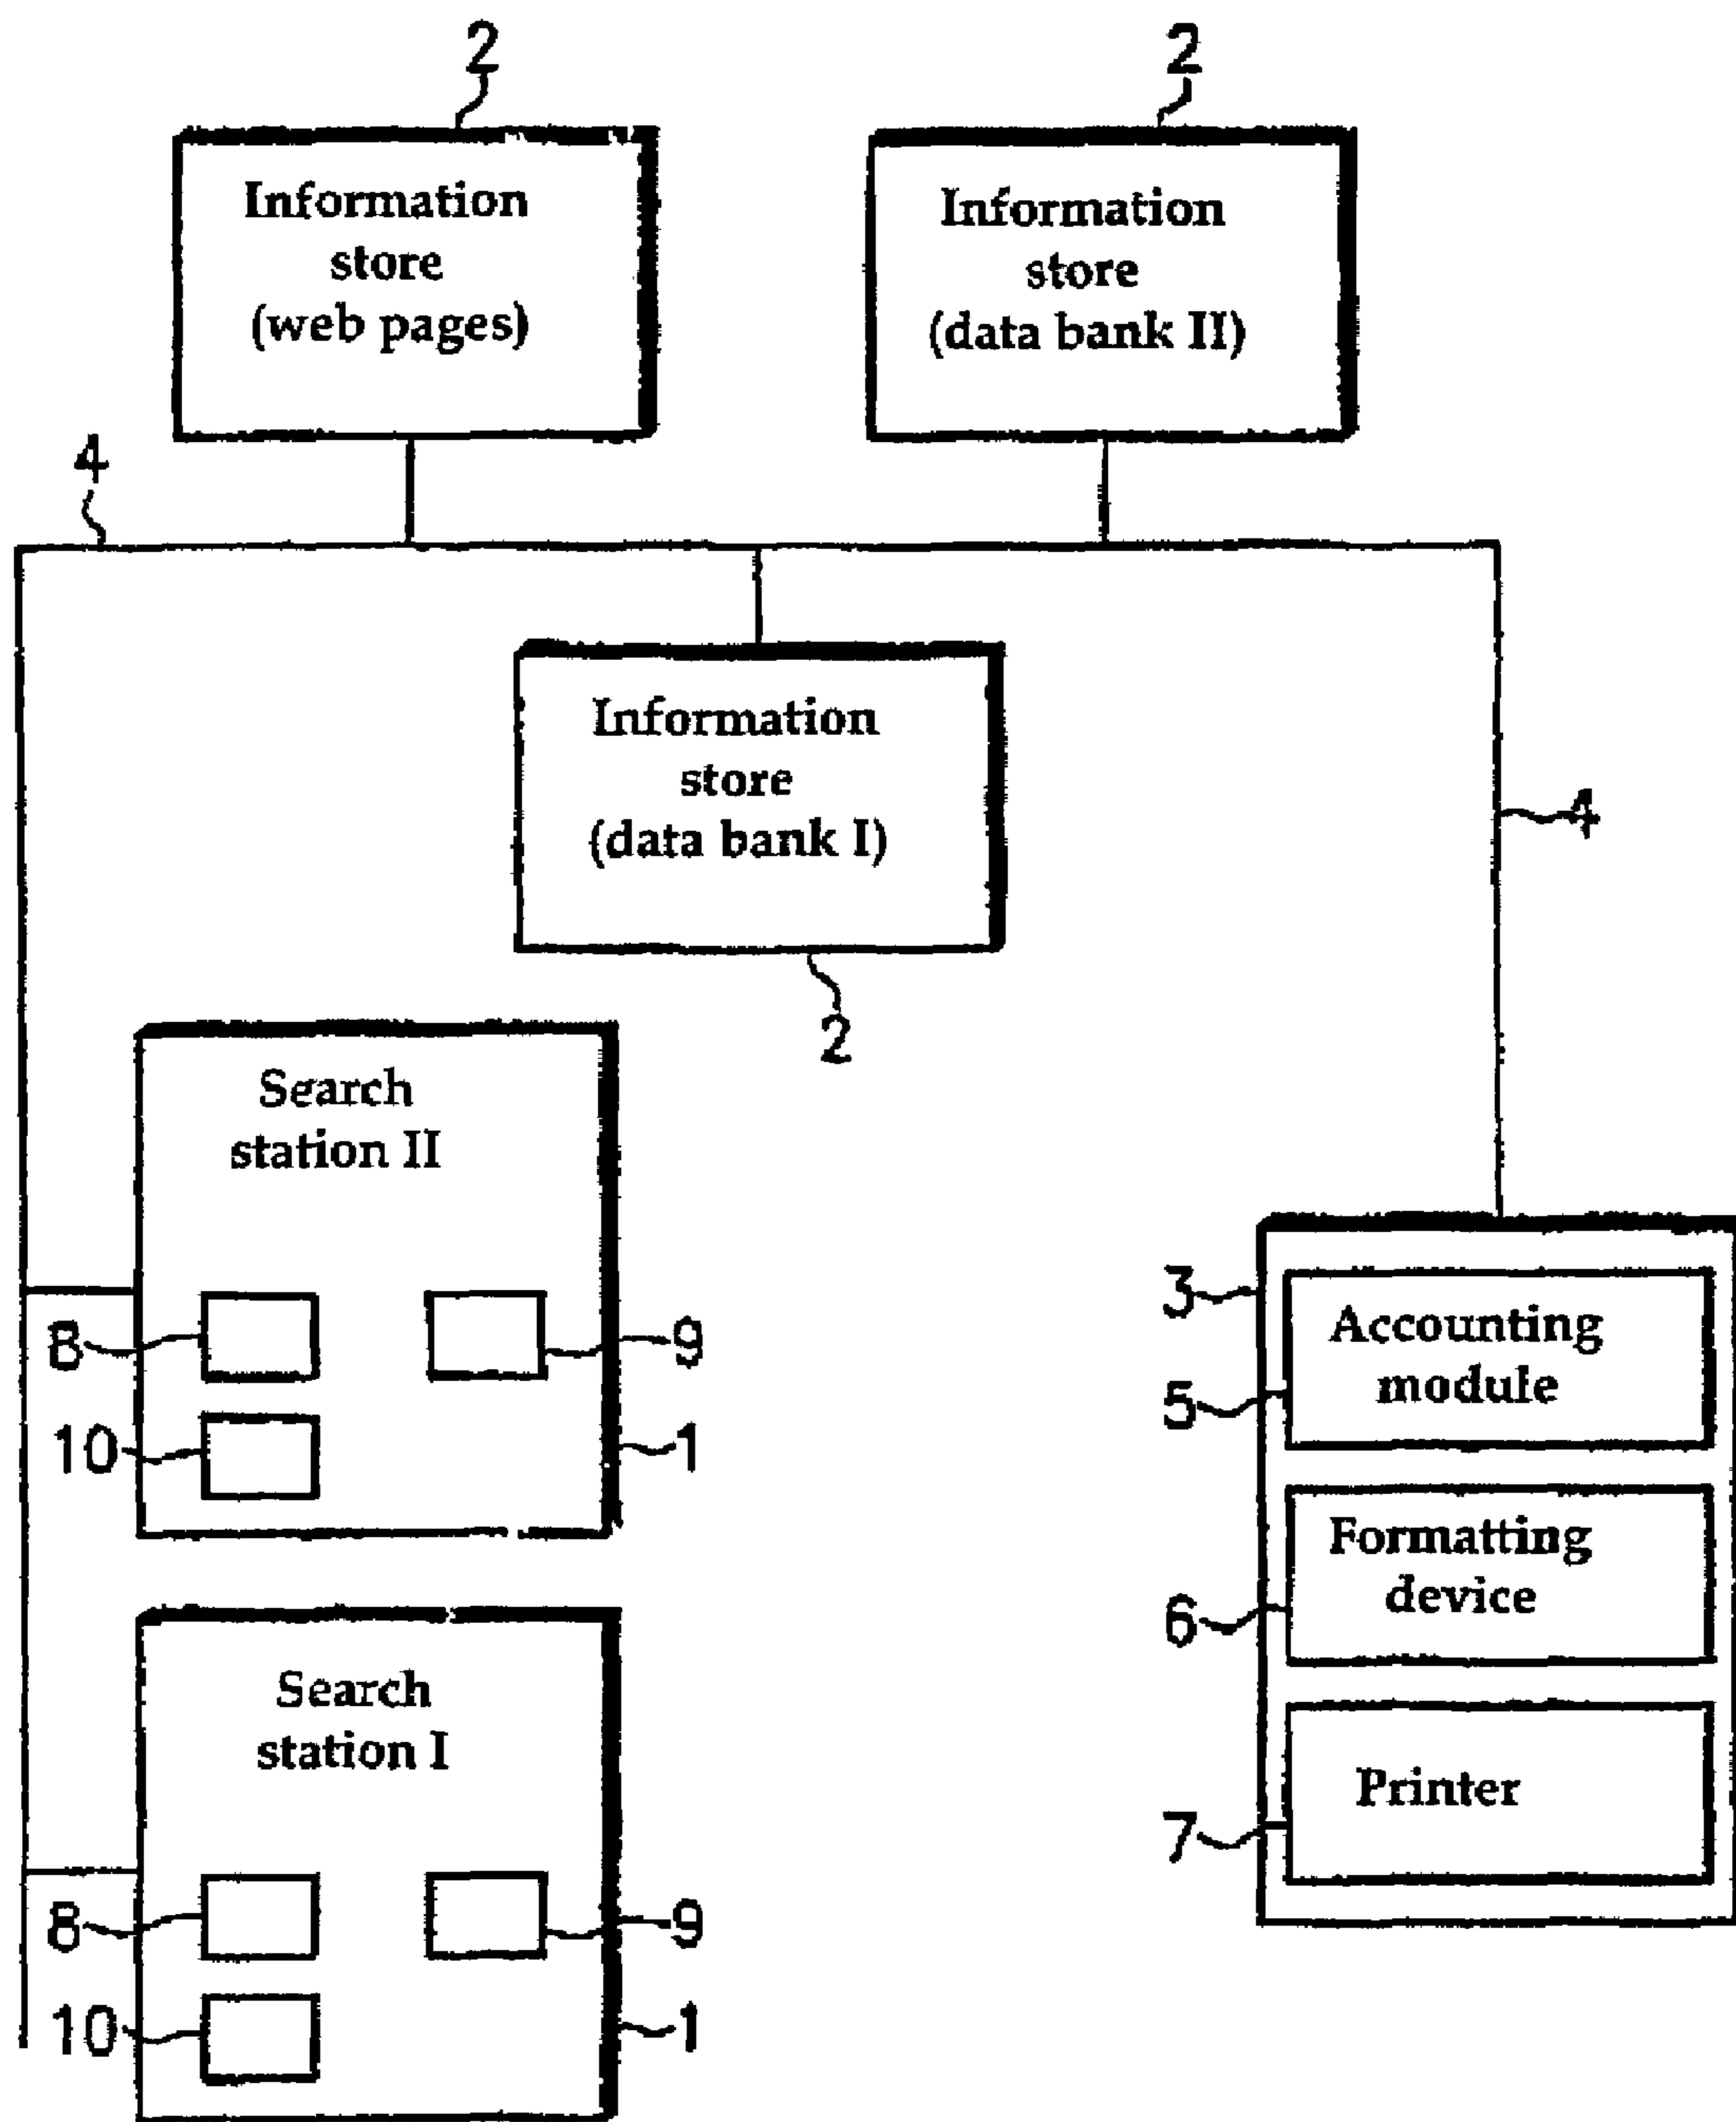 2
2
Information
store
(web pages)
Information
store
(data bank II)
4
Information
store
(data bank I)
4
2
Search
station II
8
9
10
1
3
Accounting
module
5
Formatting
device
6
Search
station I
Printer
7
8
9
10
1